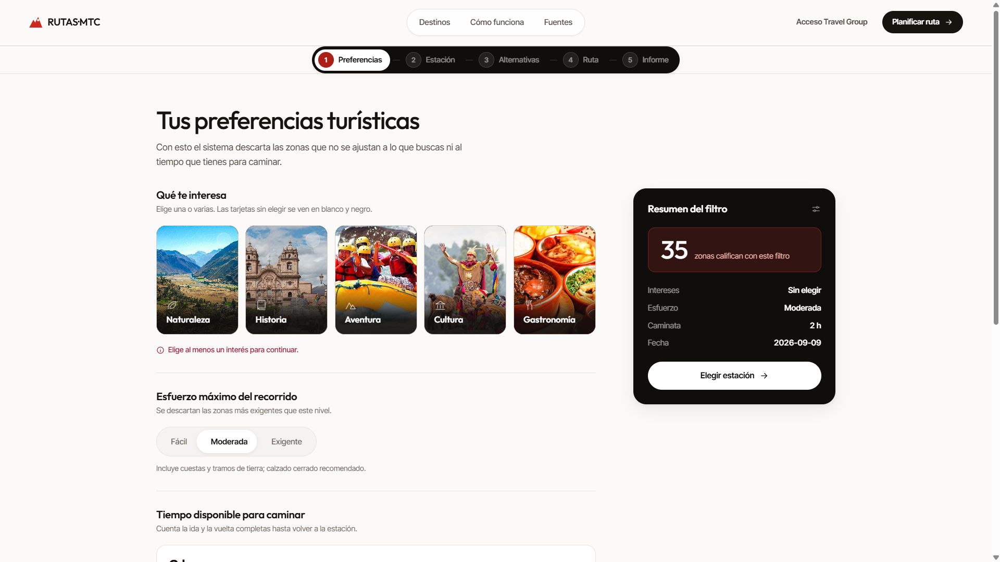 RUTAS·MTC
Destinos
Cómo funciona
Fuentes
Acceso Travel Group
Planificar ruta →
1 Preferencias
2 Estación
3 Alternativas
4 Ruta
5 Informe
Tus preferencias turísticas
Con esto el sistema descarta las zonas que no se ajustan a lo que buscas ni al
tiempo que tienes para caminar.
Qué te interesa
Elige una o varias. Las tarjetas sin elegir se ven en blanco y negro.
Naturaleza
Historia
Aventura
Cultura
Gastronomía
Elige al menos un interés para continuar.
Esfuerzo máximo del recorrido
Se descartan las zonas más exigentes que este nivel.
Fácil
Moderada
Exigente
Incluye cuestas y tramos de tierra; calzado cerrado recomendado.
Tiempo disponible para caminar
Cuenta la ida y la vuelta completas hasta volver a la estación.
Resumen del filtro
35 zonas califican con este filtro
Intereses Sin elegir
Esfuerzo Moderada
Caminata 2 h
Fecha 2026-09-09
Elegir estación →